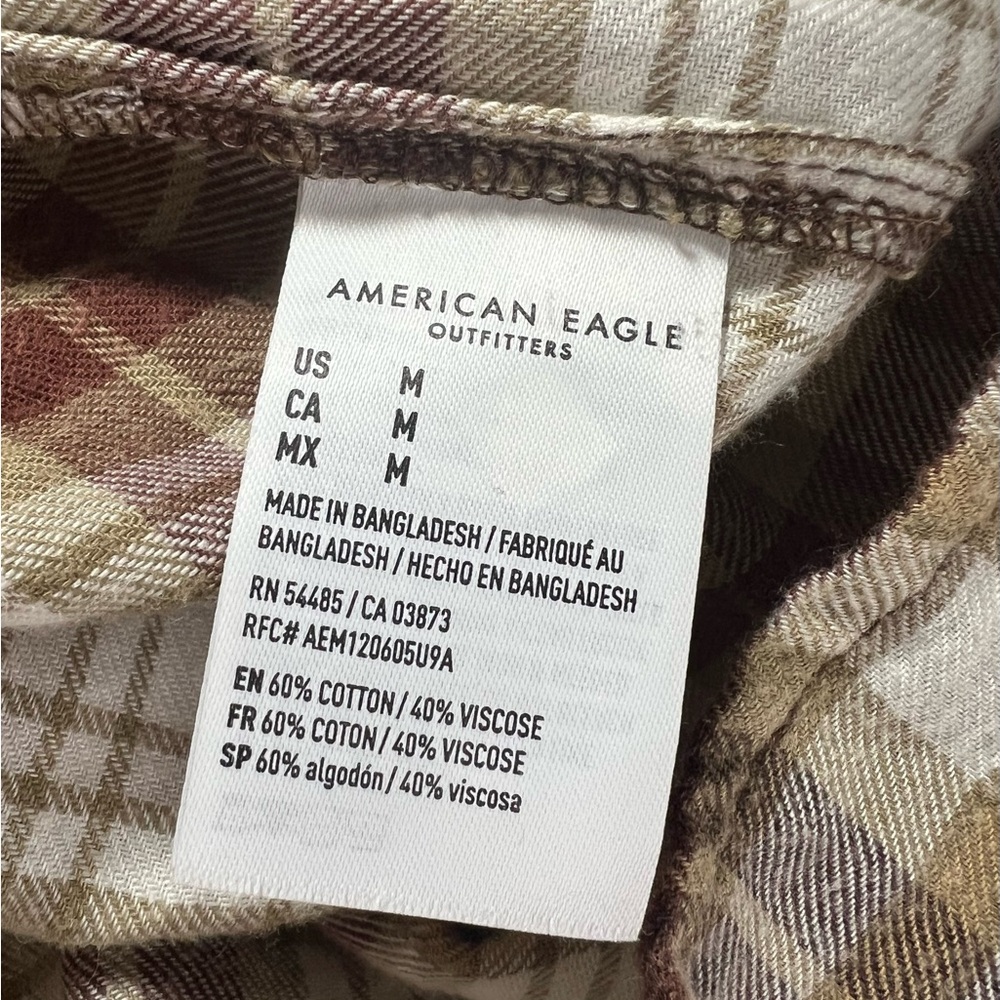 AMERICAN EAGLE
OUTFITTERS
US M
CA M
MX M
MADE IN BANGLADESH / FABRIQUÉ AU
BANGLADESH / HECHO EN BANGLADESH
RN 54485 / CA 03873
RFC# AEM120605U9A
EN 60% COTTON / 40% VISCOSE
FR 60% COTON / 40% VISCOSE
SP 60% algodón / 40% viscosa